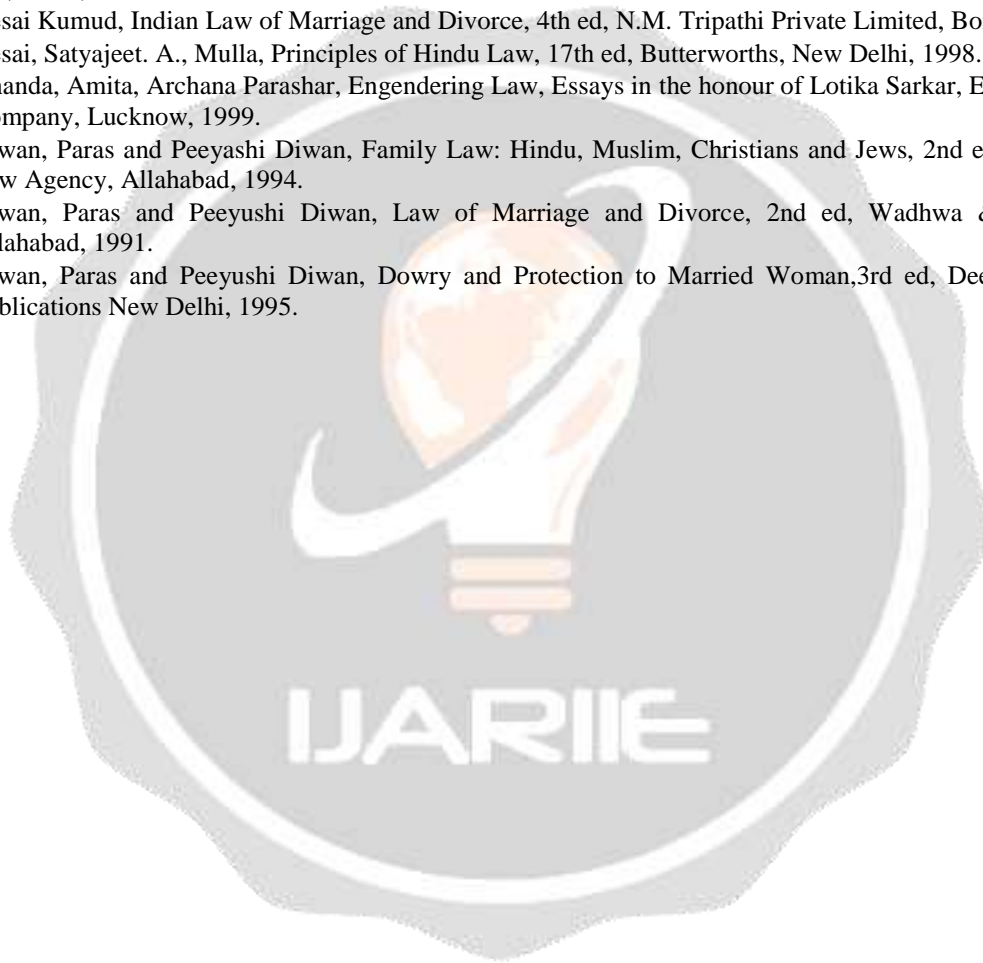 esai Kumud, Indian Law of Marriage and Divorce, 4th ed, N.M. Tripathi Private Limited, Bo
esai, Satyajeet. A., Mulla, Principles of Hindu Law, 17th ed, Butterworths, New Delhi, 1998.
nanda, Amita, Archana Parashar, Engendering Law, Essays in the honour of Lotika Sarkar, E
ompany, Lucknow, 1999.
wan, Paras and Peeyashi Diwan, Family Law: Hindu, Muslim, Christians and Jews, 2nd e
w Agency, Allahabad, 1994.
wan, Paras and Peeyushi Diwan, Law of Marriage and Divorce, 2nd ed, Wadhwa &
lahabad, 1991.
wan, Paras and Peeyushi Diwan, Dowry and Protection to Married Woman,3rd ed, Dee
ublications New Delhi, 1995.
IJARIIE